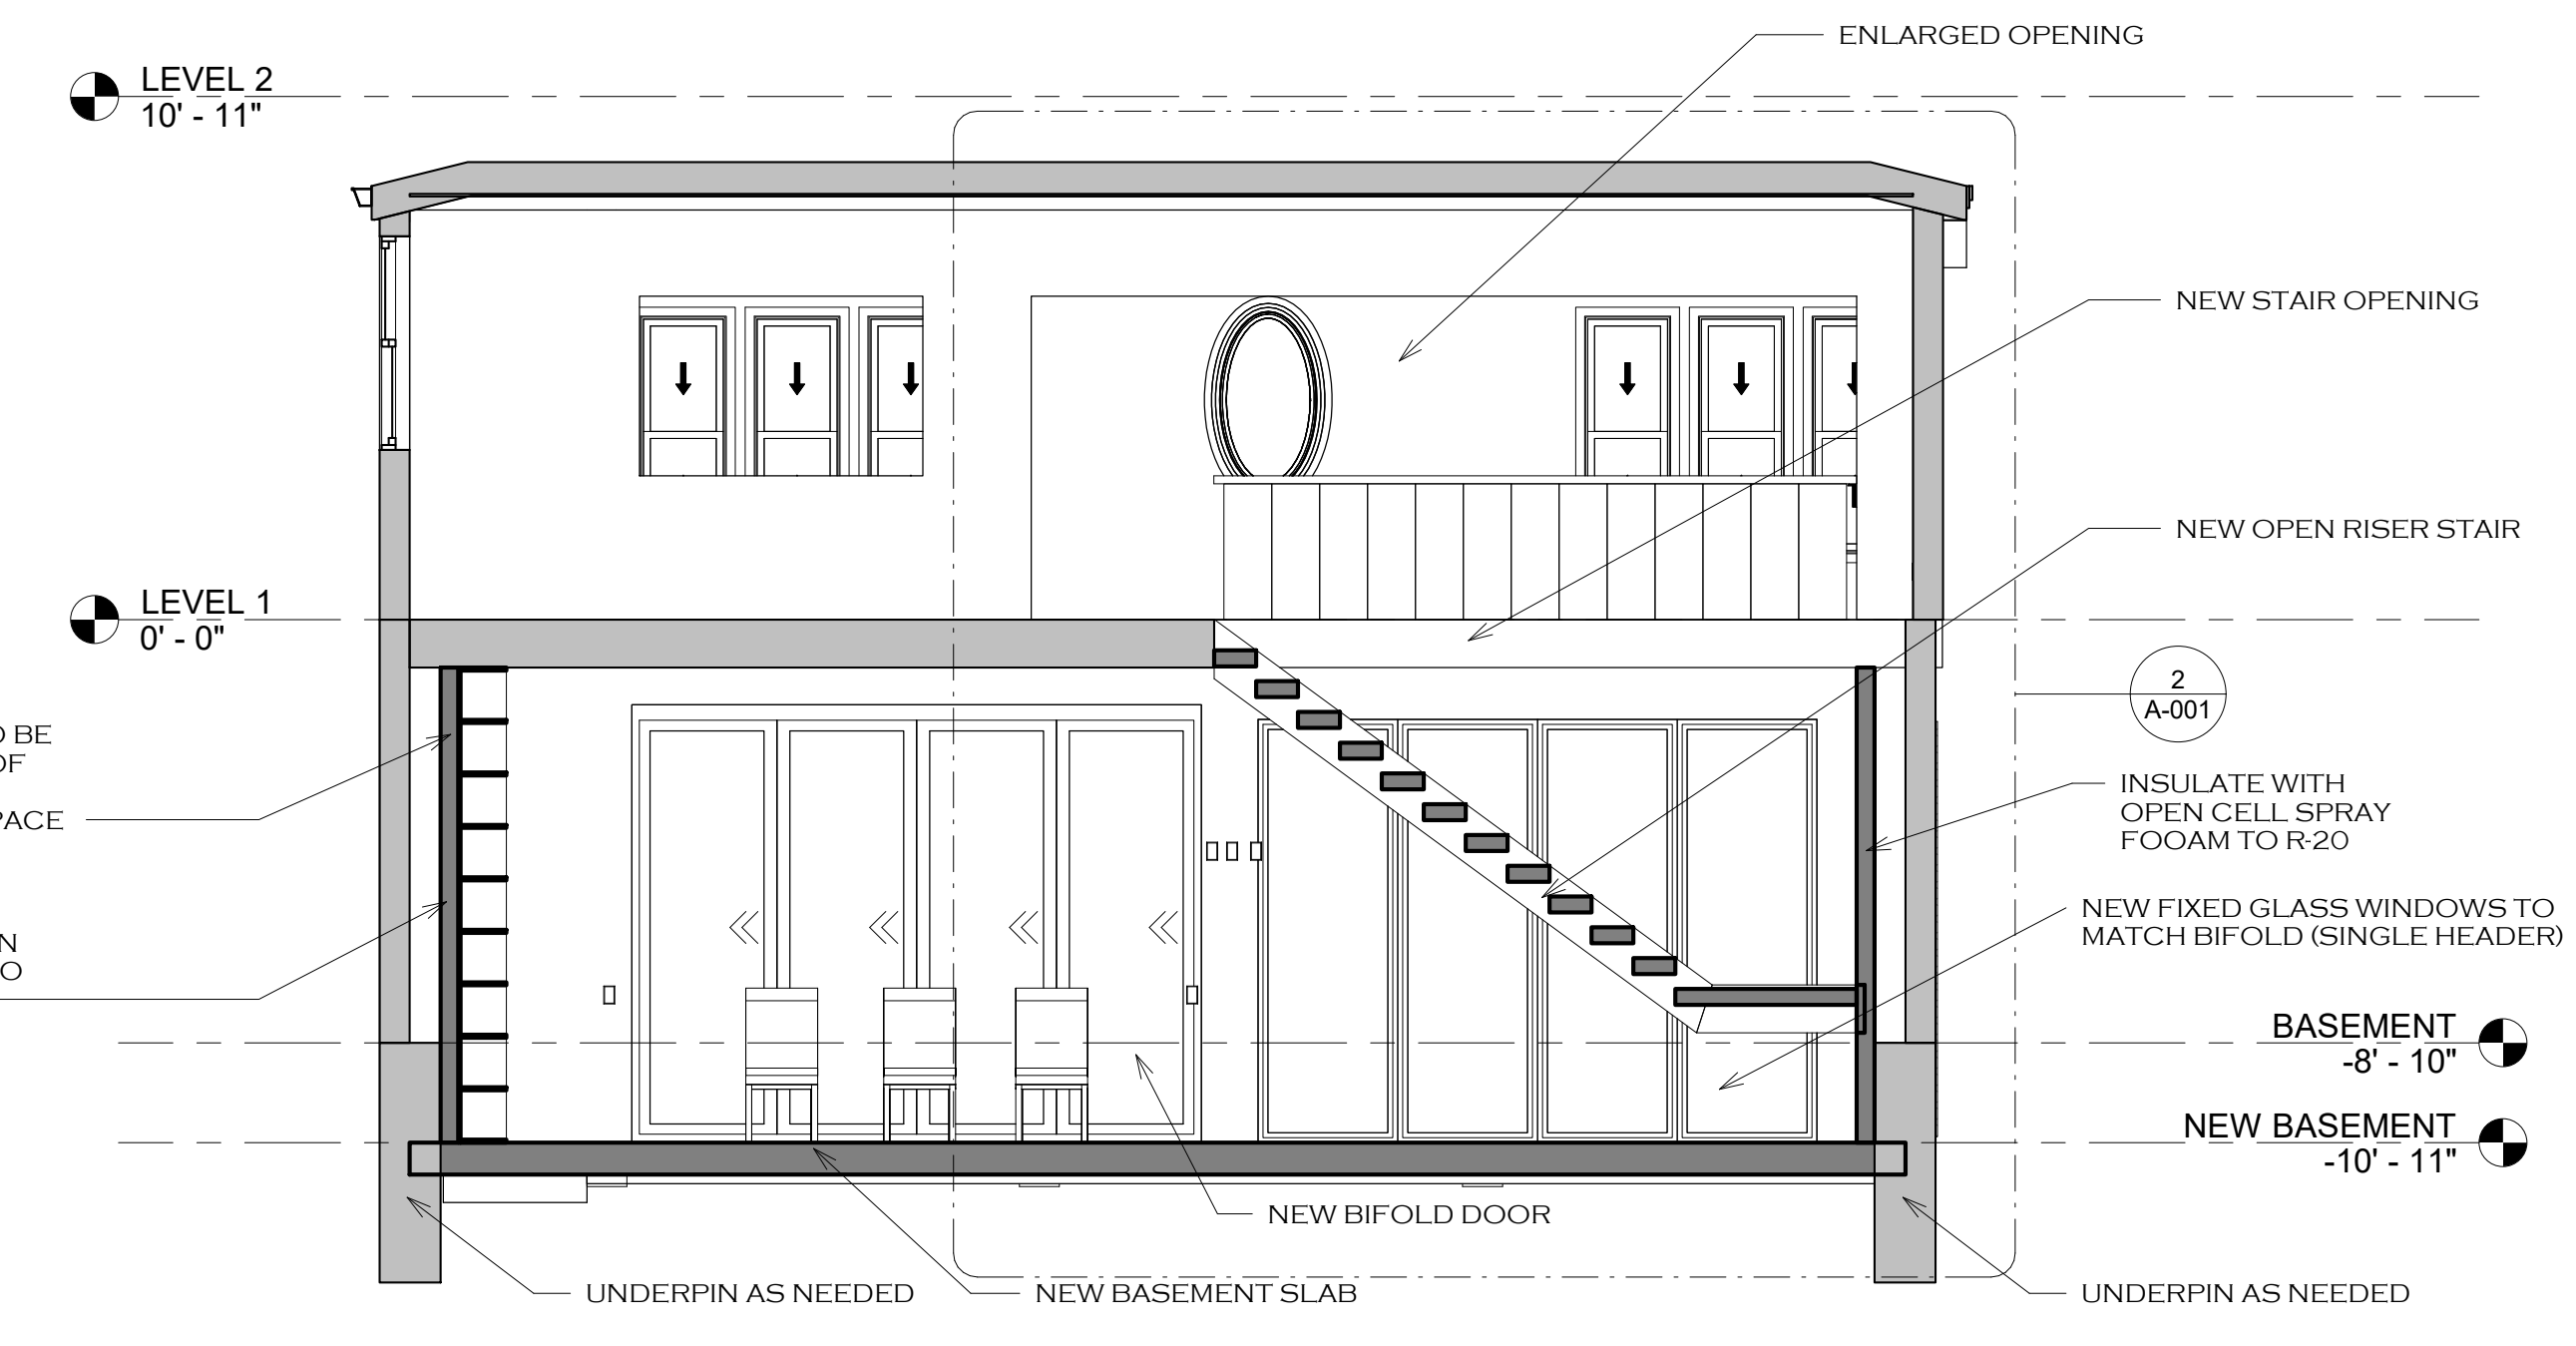 ENLARGED OPENING
LEVEL 2
10' - 11"
NEW STAIR OPENING
NEW OPEN RISER STAIR
LEVEL 1
0' - 0"
2
A-001
BE
OF
INSULATE WITH
OPEN CELL SPRAY
FOOAM TO R-20
NEW FIXED GLASS WINDOWS TO
MATCH BIFOLD (SINGLE HEADER)
BASEMENT
-8' - 10"
NEW BASEMENT
-10' - 11"
NEW BIFOLD DOOR
UNDERPIN AS NEEDED
NEW BASEMENT SLAB
UNDERPIN AS NEEDED